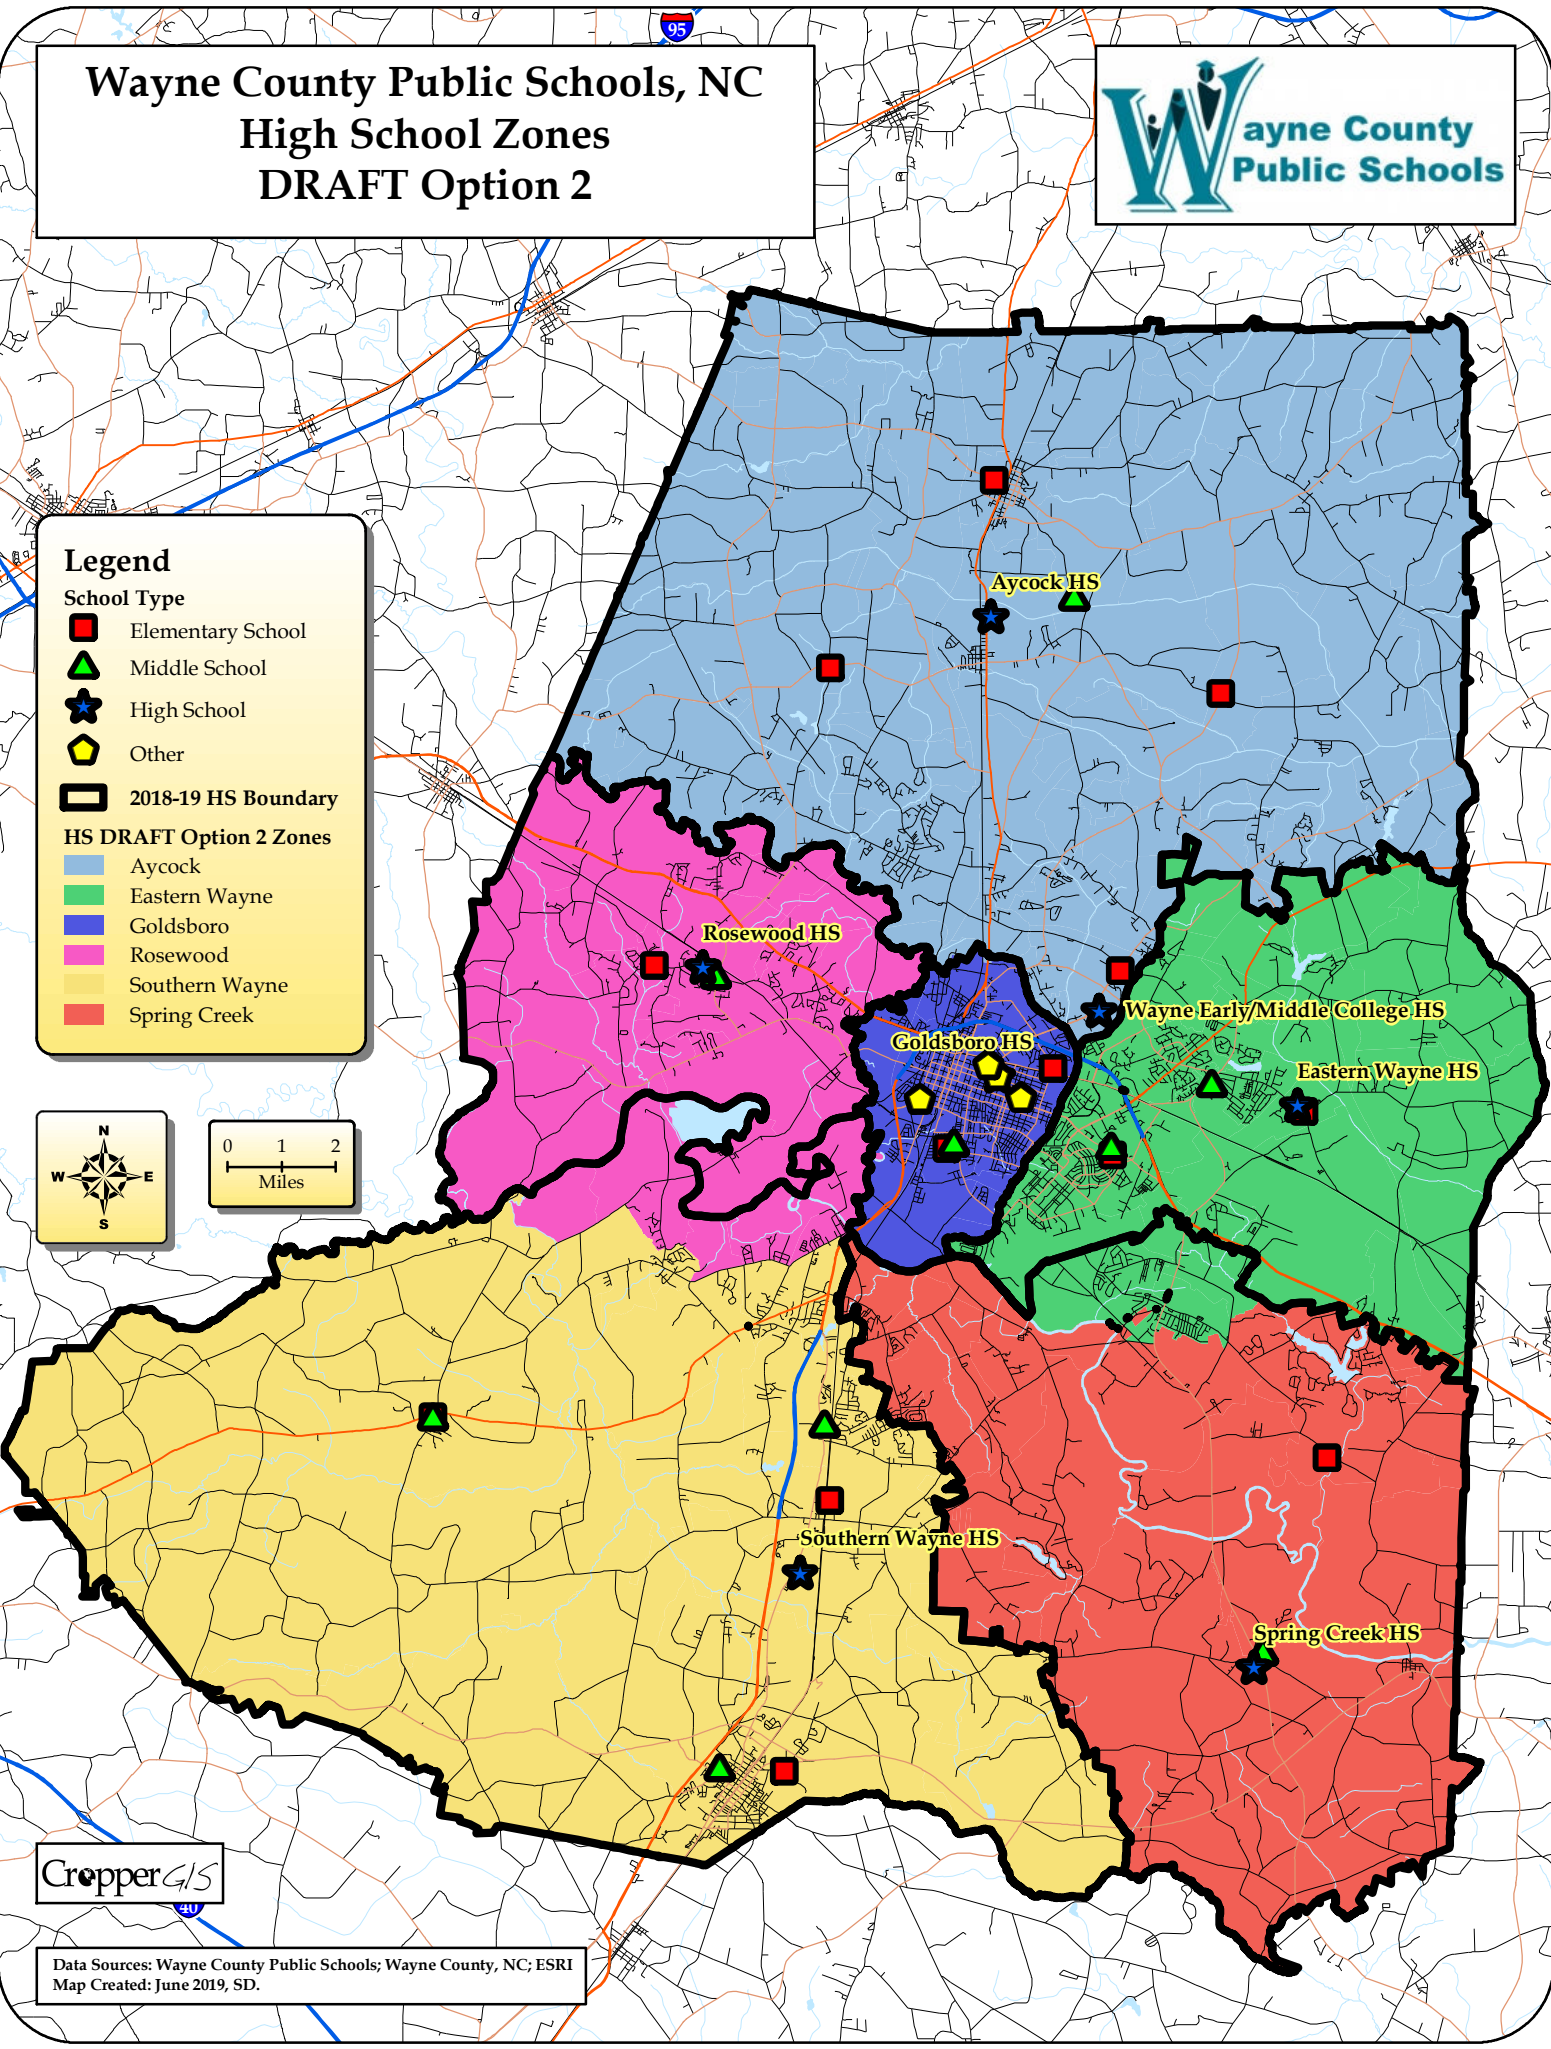 95
Wayne County Public Schools, NC
High School Zones
DRAFT Option 2
Wayne County
Public Schools
Legend
School Type
Elementary School
Middle School
High School
Other
2018-19 HS Boundary
HS DRAFT Option 2 Zones
Aycock
Eastern Wayne
Goldsboro
Rosewood
Southern Wayne
Spring Creek
Aycock HS
Rosewood HS
Wayne Early/Middle College HS
Goldsboro HS
Eastern Wayne HS
N
W E
S
0 1 2
Miles
Southern Wayne HS
Spring Creek HS
Cropper GIS
40
Data Sources: Wayne County Public Schools; Wayne County, NC; ESRI
Map Created: June 2019, SD.